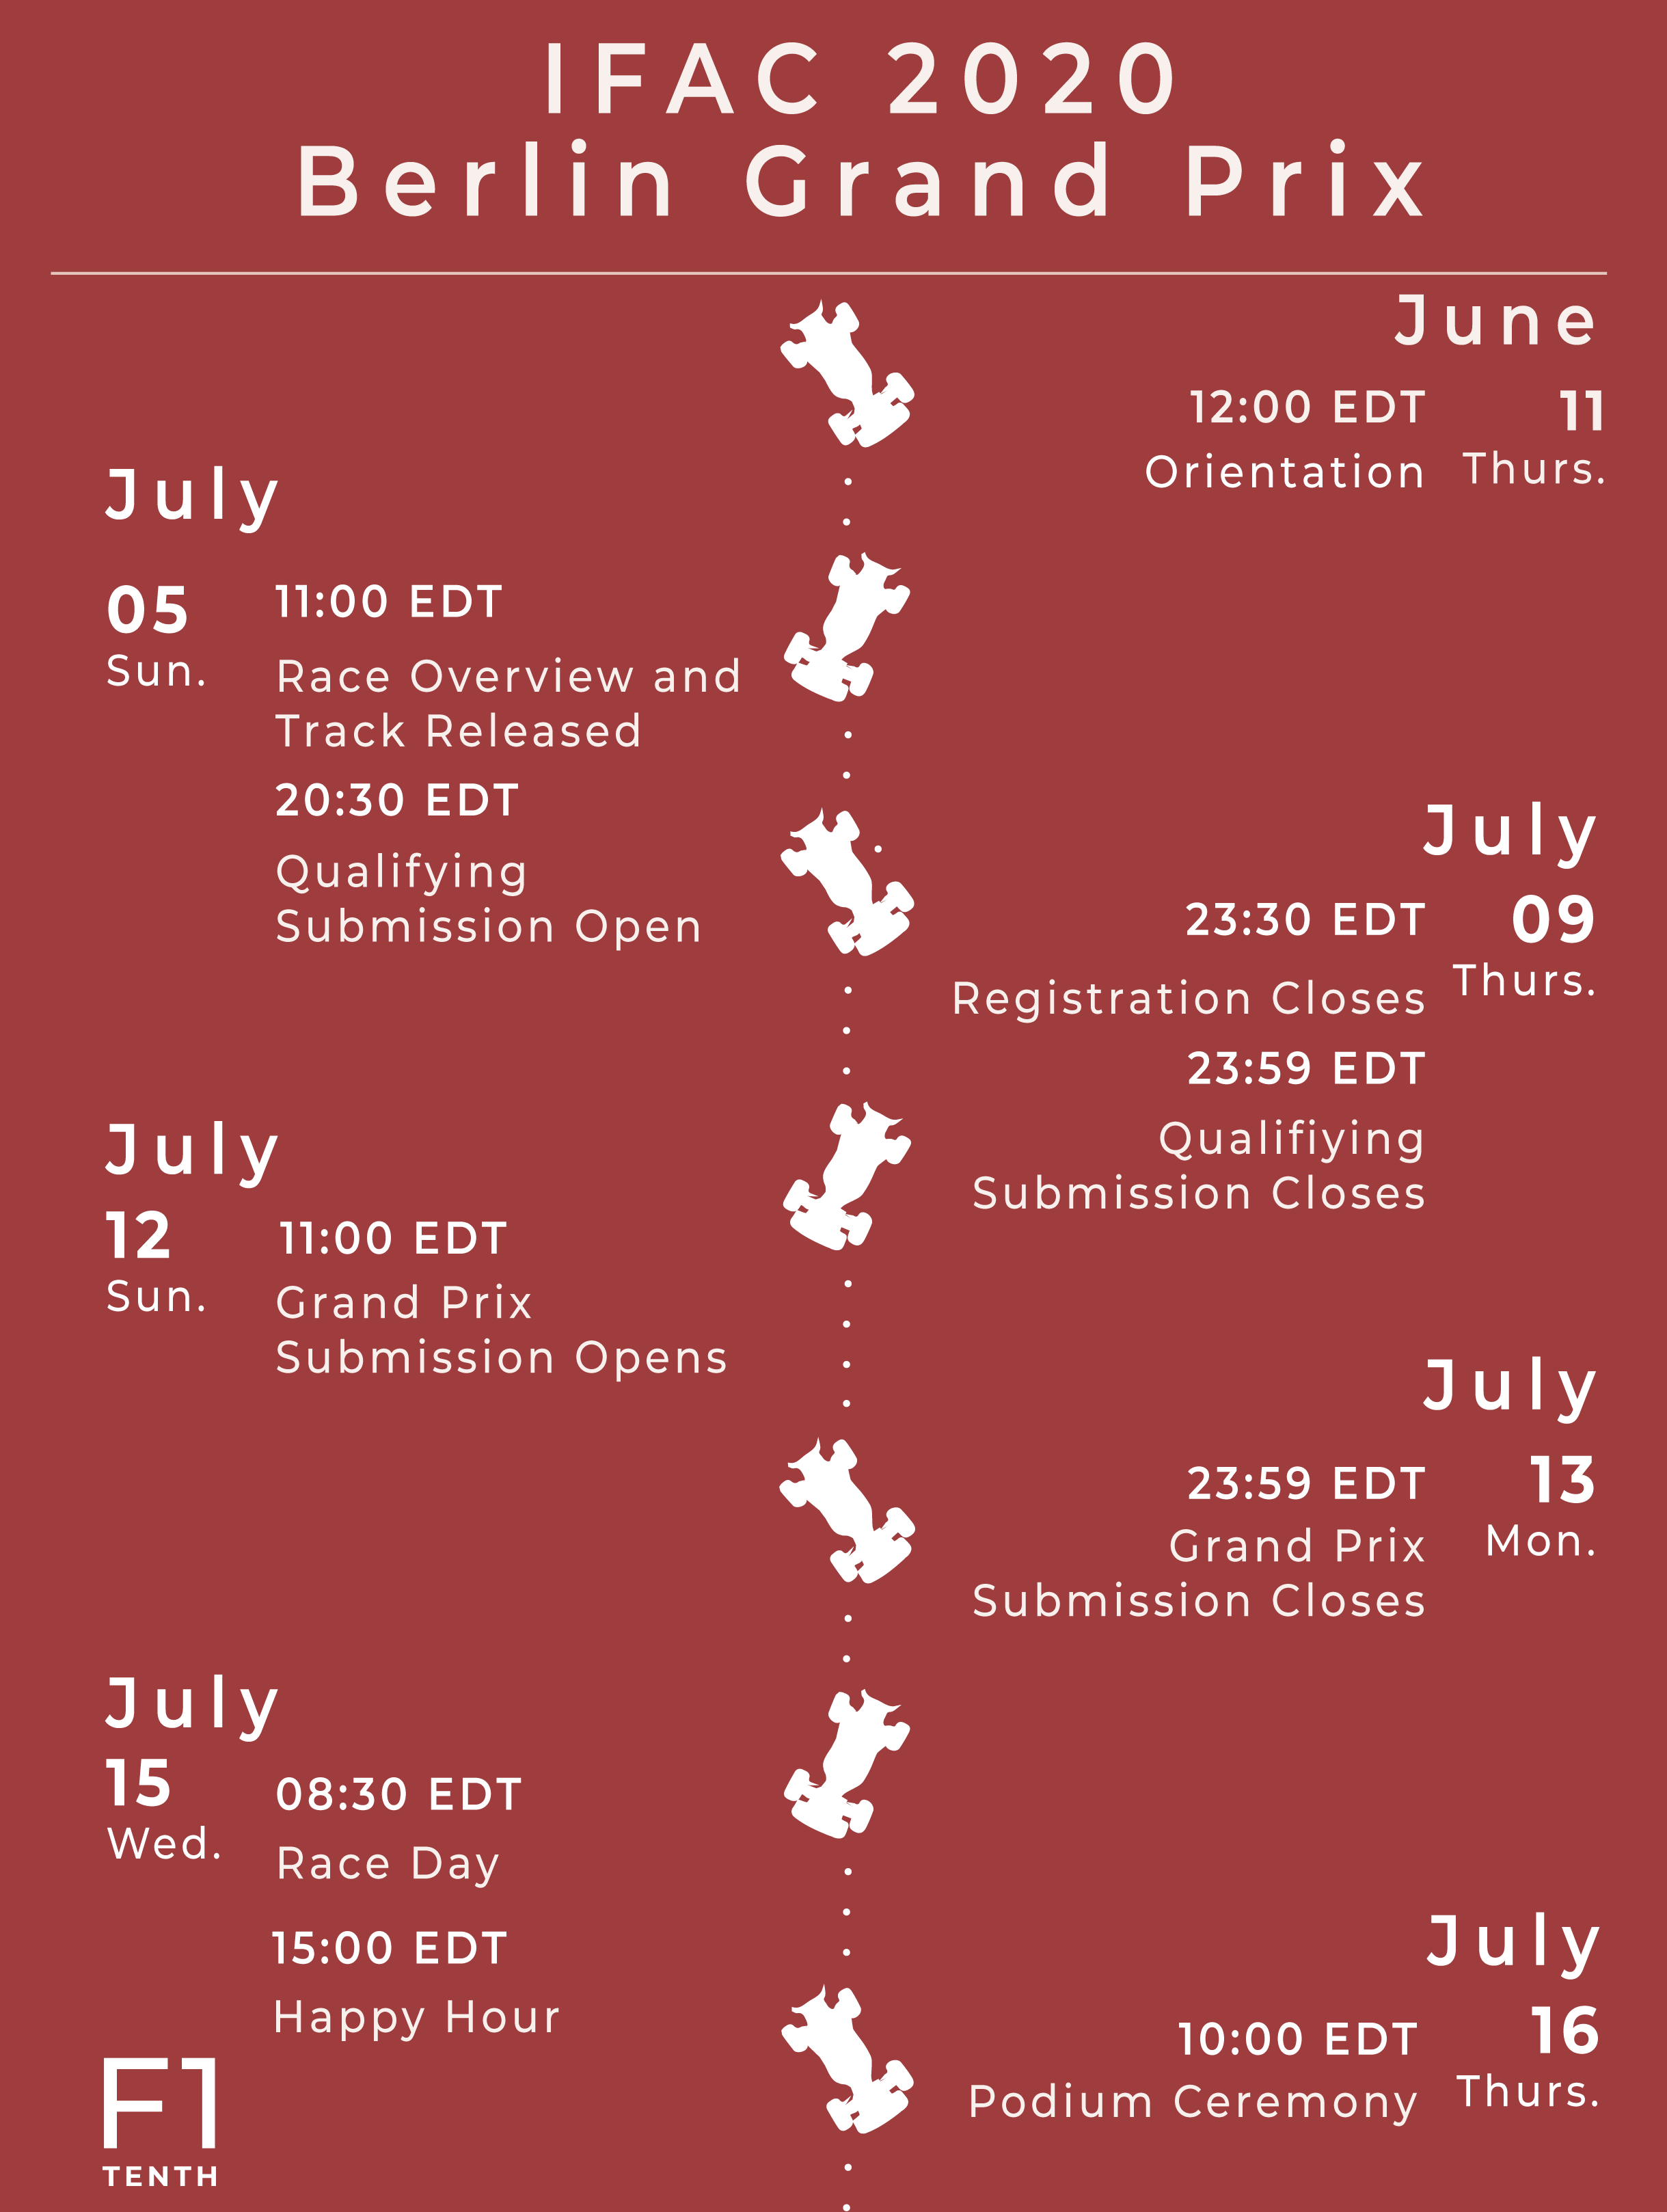 IFAC 2020
Berlin Grand Prix
June
11
Thurs.
12:00 EDT
Orientation
July
05
Sun.
11:00 EDT
Race Overview and
Track Released
20:30 EDT
Qualifying
Submission Open
July
09
Thurs.
23:30 EDT
Registration Closes
23:59 EDT
Qualifiying
Submission Closes
July
12
Sun.
11:00 EDT
Grand Prix
Submission Opens
July
13
Mon.
23:59 EDT
Grand Prix
Submission Closes
July
15
Wed.
08:30 EDT
Race Day
15:00 EDT
Happy Hour
July
16
Thurs.
10:00 EDT
Podium Ceremony
F1
TENTH